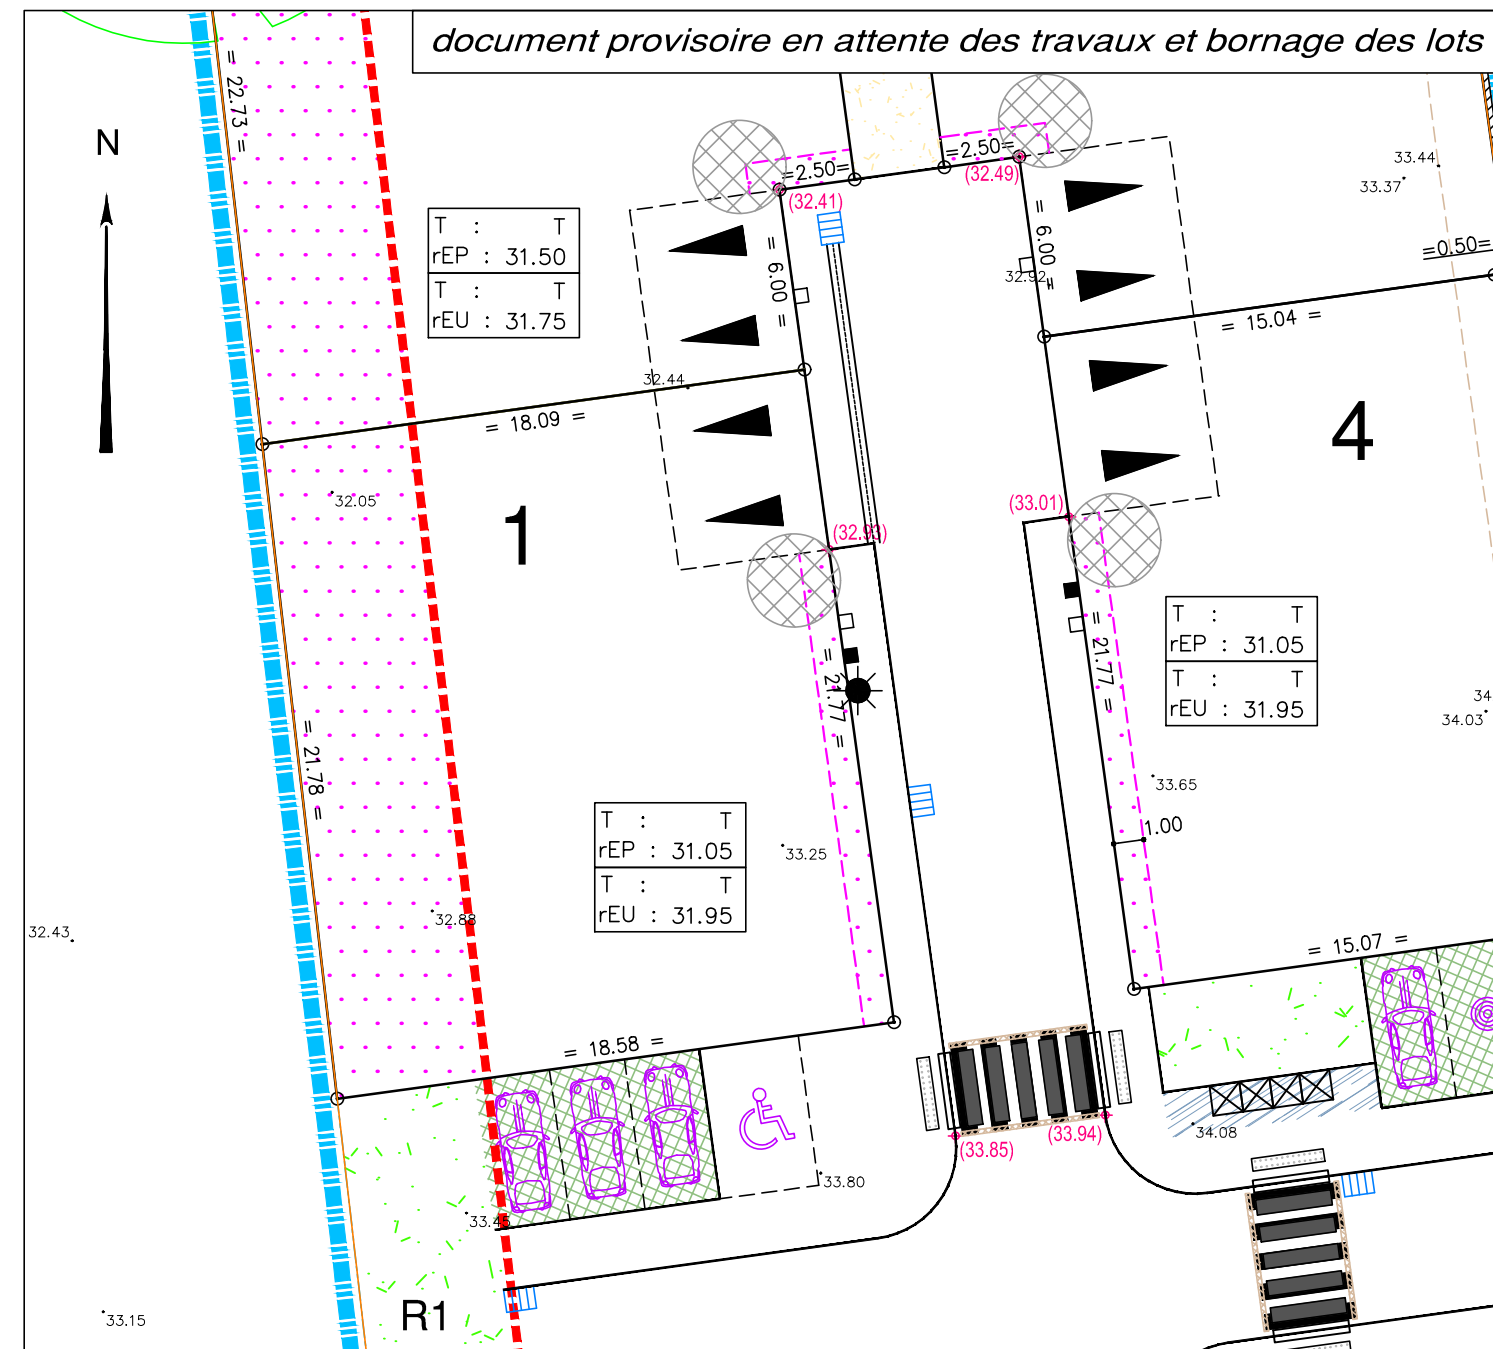 document provisoire en attente des travaux et bornage des lots
= 22.73 =
N
=2.50=
=2.50=
(32.49)
(32.41)
33.44
33.37
T : T
rEP : 31.50
T : T
rEU : 31.75
= 6.00 =
= 6.00 =
32.92
=0.50=
= 15.04 =
32.44
= 18.09 =
4
32.05
1
(33.01)
(32.93)
= 21.77 =
= 21.77 =
T : T
rEP : 31.05
T : T
rEU : 31.95
34
34.03
= 21.78 =
33.65
1.00
T : T
rEP : 31.05
T : T
rEU : 31.95
33.25
32.88
32.43
= 15.07 =
= 18.58 =
(33.85)
(33.94)
34.08
33.80
33.45
R1
33.15